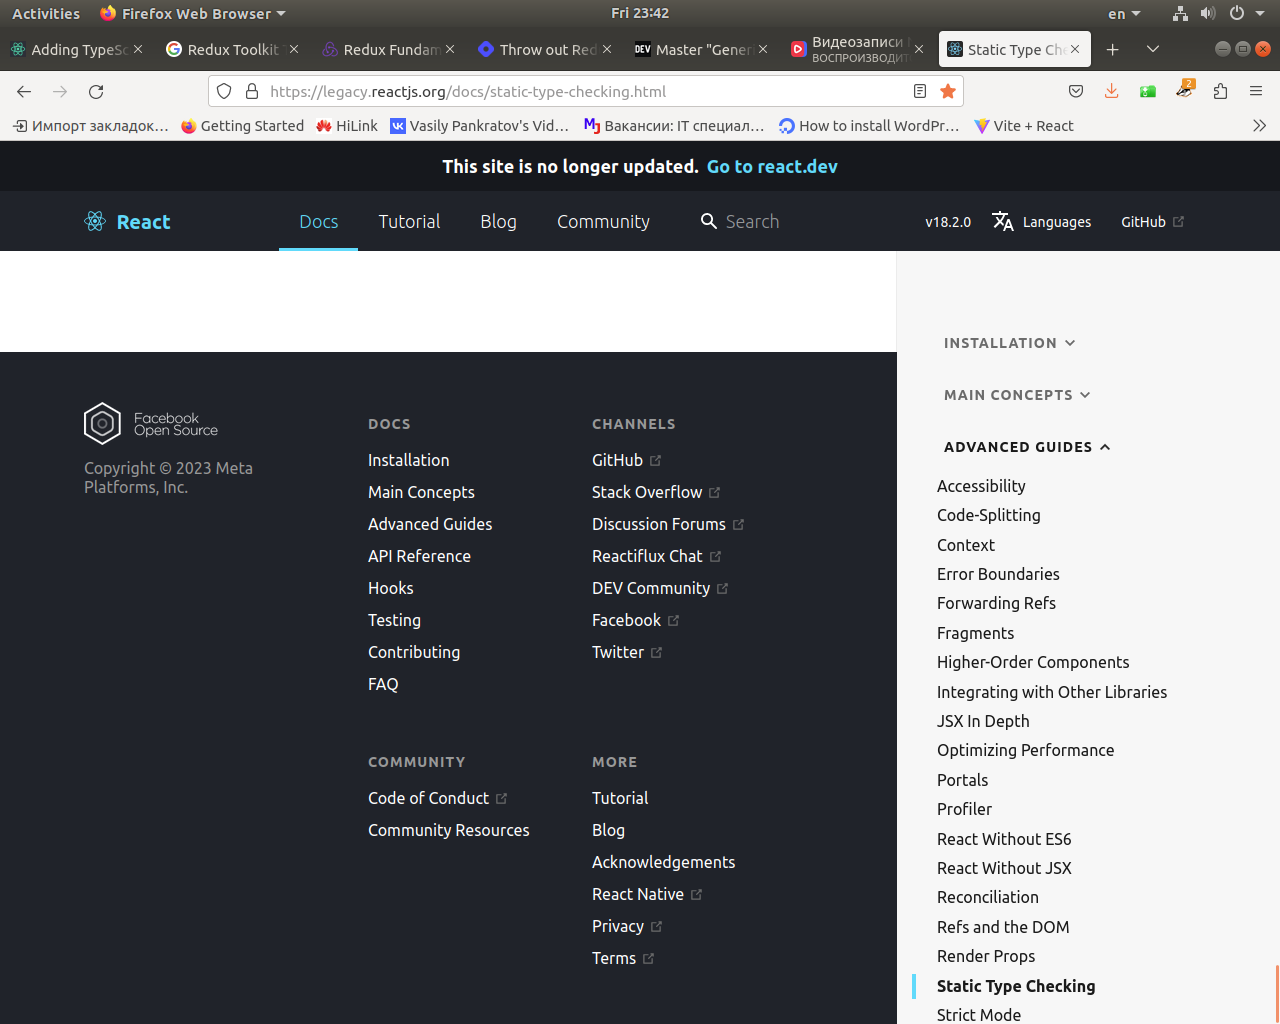 Activities Firefox Web Browser Fri 23:42 en
Adding TypeSc Redux Toolkit Redux Fundam Throw out Red DEV Master "Generi Видеозаписи Static Type Che
ВОСПРОИЗВОДИТ
https://legacy.reactjs.org/docs/static-type-checking.html 2
Импорт закладок… Getting Started HiLink Vasily Pankratov's Vid… Вакансии: IT специал… How to install WordPr… Vite + React
This site is no longer updated. Go to react.dev
React Docs Tutorial Blog Community Search v18.2.0 Languages GitHub
INSTALLATION
MAIN CONCEPTS
ADVANCED GUIDES
Accessibility
Code-Splitting
Context
Error Boundaries
Forwarding Refs
Fragments
Higher-Order Components
Integrating with Other Libraries
JSX In Depth
Optimizing Performance
Portals
Profiler
React Without ES6
React Without JSX
Reconciliation
Refs and the DOM
Render Props
Static Type Checking
Strict Mode
Facebook
Open Source
Copyright © 2023 Meta
Platforms, Inc.
DOCS
Installation
Main Concepts
Advanced Guides
API Reference
Hooks
Testing
Contributing
FAQ
CHANNELS
GitHub
Stack Overflow
Discussion Forums
Reactiflux Chat
DEV Community
Facebook
Twitter
COMMUNITY
Code of Conduct
Community Resources
MORE
Tutorial
Blog
Acknowledgements
React Native
Privacy
Terms